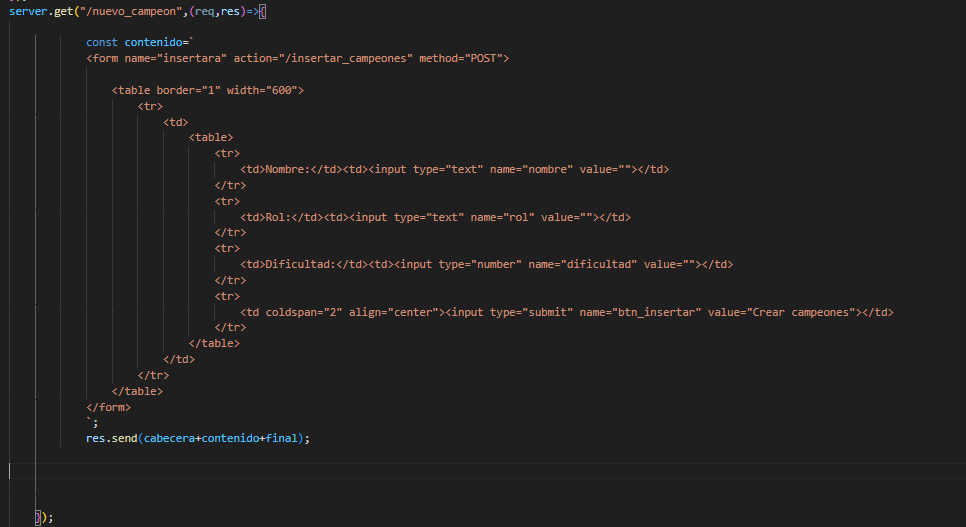 server.get("/nuevo_campeon",(req,res)=>{
const contenido=`
<form name="insertara" action="/insertar_campeones" method="POST">
<table border="1" width="600">
<tr>
<td>
<table>
<tr>
<td>Nombre:</td><td><input type="text" name="nombre" value=""></td>
</tr>
<tr>
<td>Rol:</td><td><input type="text" name="rol" value=""></td>
</tr>
<tr>
<td>Dificultad:</td><td><input type="number" name="dificultad" value=""></td>
</tr>
<tr>
<td coldspan="2" align="center"><input type="submit" name="btn_insertar" value="Crear campeones"></td>
</tr>
</table>
</td>
</tr>
</table>
</form>
`;
res.send(cabecera+contenido+final);
});